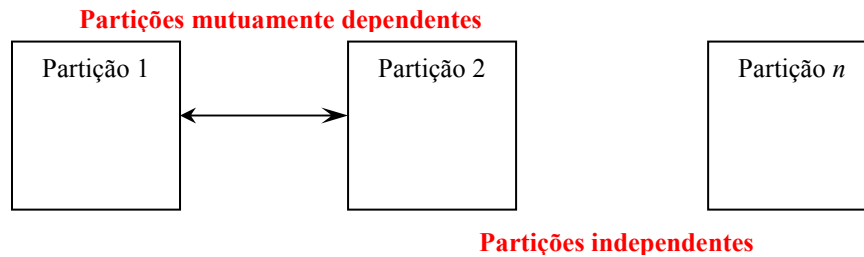 Partições mutuamente dependentes
Partição 1
Partição 2
Partição n
Partições independentes